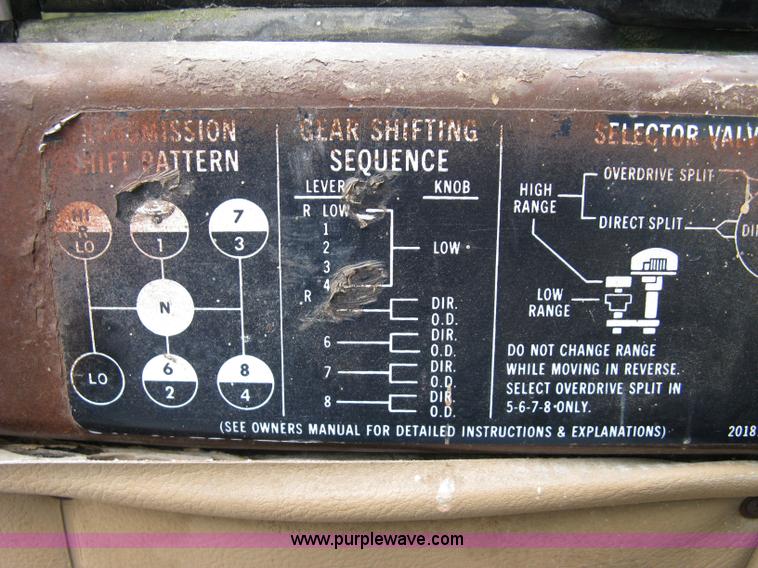 SHIFT PATTERN
HI
R
LO
5
1
7
3
N
LO
6
2
8
4
GEAR SHIFTING
SEQUENCE
LEVER KNOB
R LOW
1
2
3
4
R
LOW
DIR.
O.D.
6 DIR.
O.D.
7 DIR.
O.D.
8 DIR.
O.D.
SELECTOR
HIGH
RANGE
OVERDRIVE SPLIT
DIRECT SPLIT
LOW
RANGE
DO NOT CHANGE RANGE
WHILE MOVING IN REVERSE.
SELECT OVERDRIVE SPLIT IN
5-6-7-8 ONLY.
(SEE OWNERS MANUAL FOR DETAILED INSTRUCTIONS & EXPLANATIONS)
www.purplewave.com